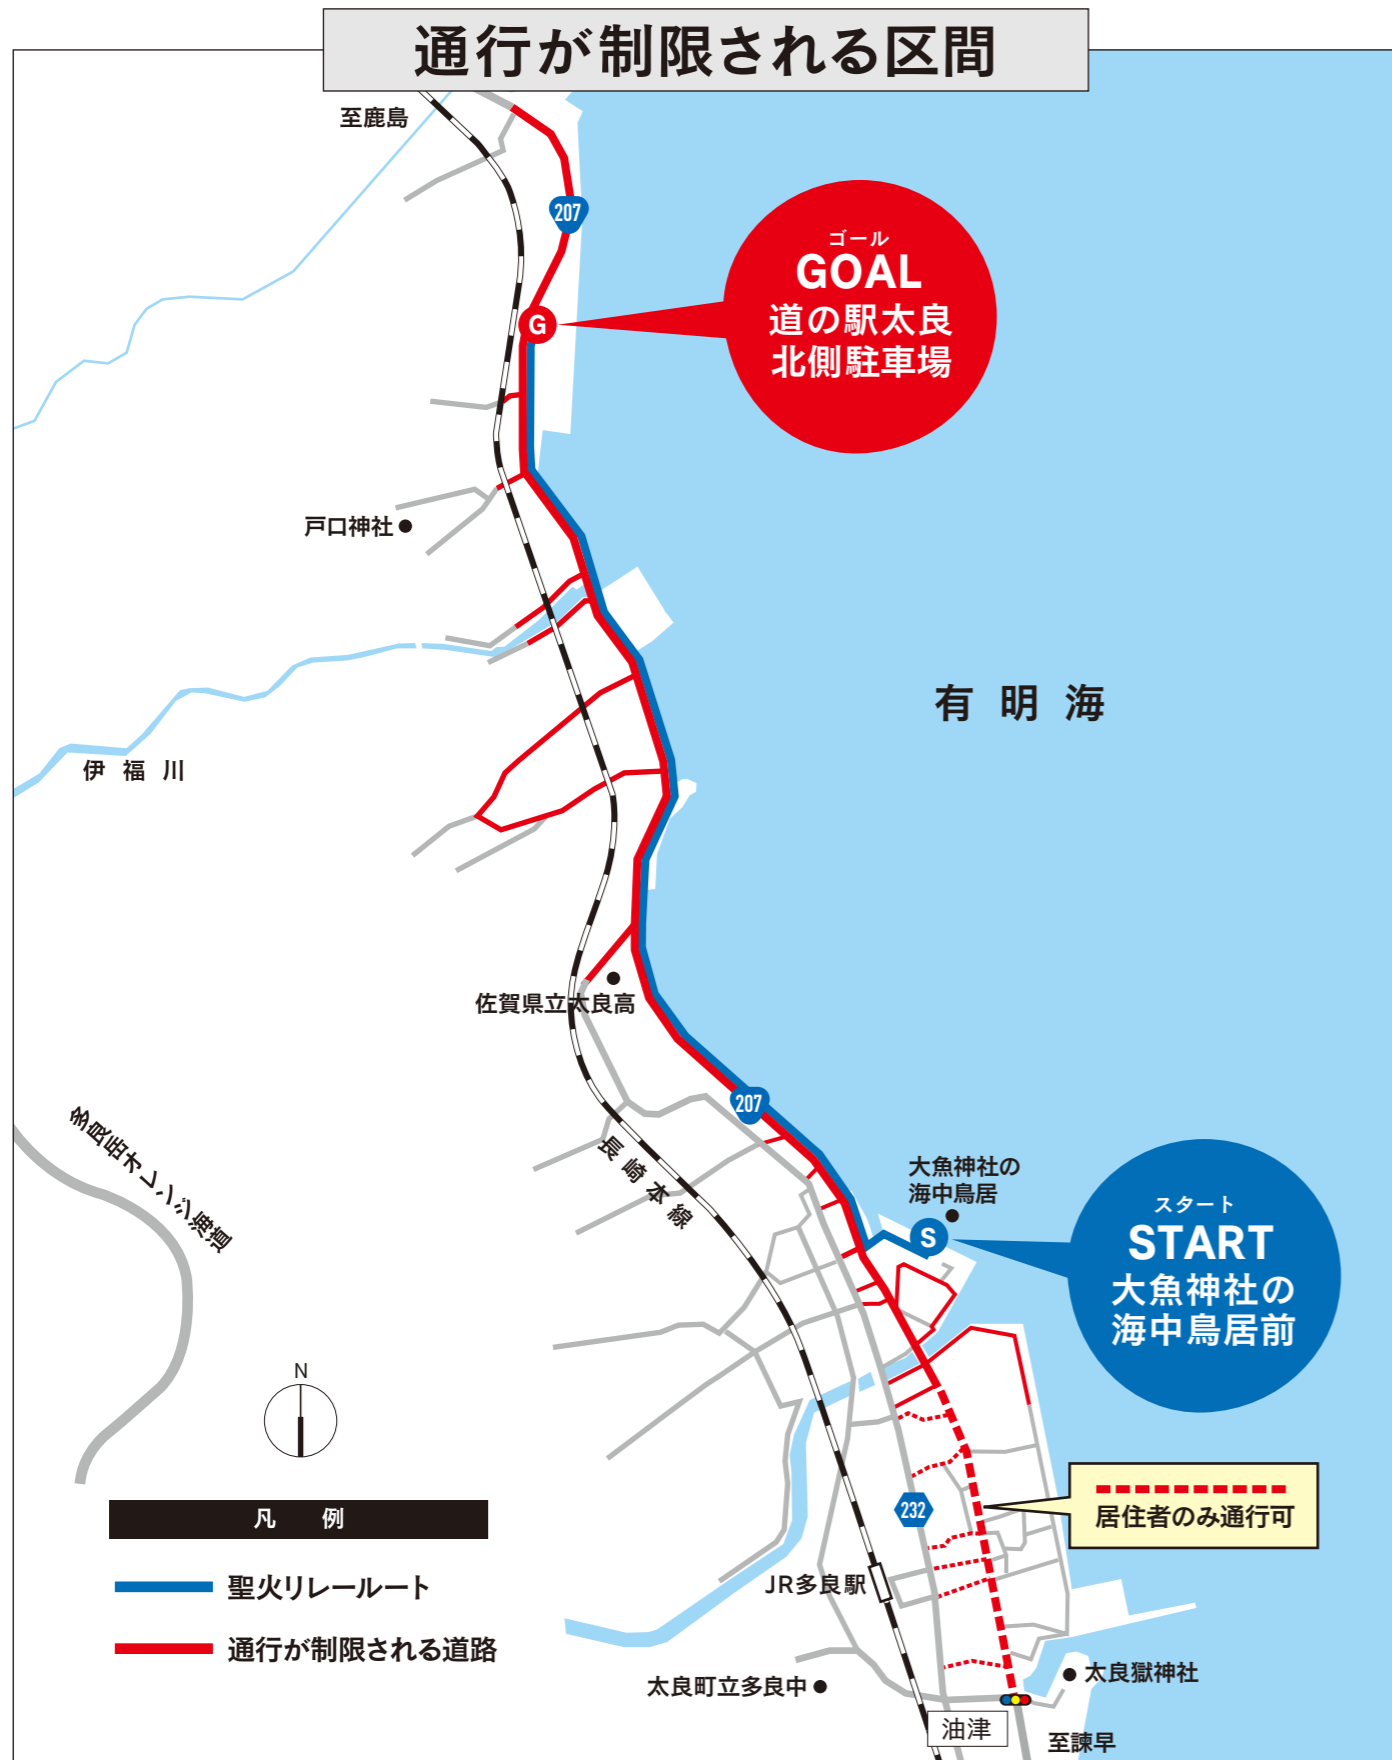 通行が制限される区間
至鹿島
207
ゴール
GOAL
道の駅太良
北側駐車場
G
戸口神社
有明海
伊福川
佐賀県立太良高
207
多良岳オレンジ海道
長崎本線
大魚神社の
海中鳥居
S
スタート
START
大魚神社の
海中鳥居前
N
凡例
聖火リレールート
通行が制限される道路
232
居住者のみ通行可
JR多良駅
太良町立多良中
太良嶽神社
油津
至諫早